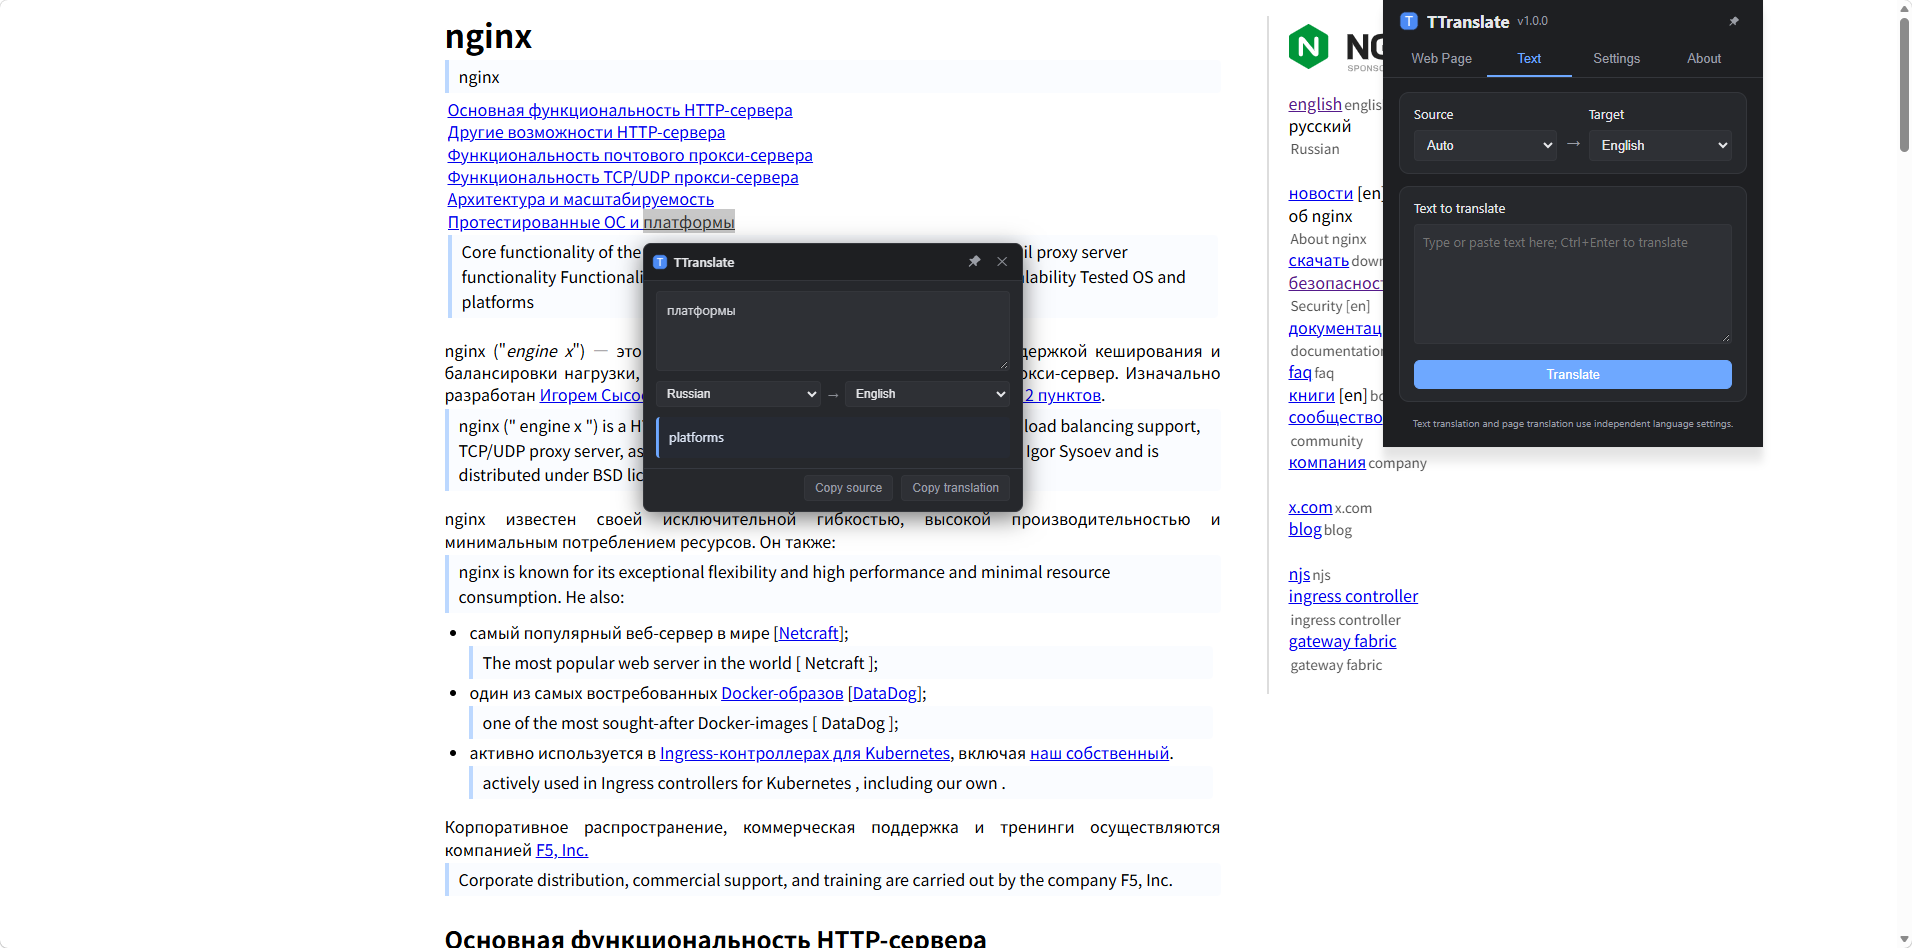 nginx
nginx
Основная функциональность HTTP-сервера
Другие возможности HTTP-сервера
Функциональность почтового прокси-сервера
Функциональность TCP/UDP прокси-сервера
Архитектура и масштабируемость
Протестированные ОС и платформы
Core functionality of the
il proxy server
functionality
lability Tested OS and
platforms
nginx ("engine x") — это
кеширования и
балансировки нагрузки,
Изначально
разработан Игорем
2 пунктов.
nginx (" engine x ") is a
load balancing support,
TCP/UDP proxy server, as
Igor Sysoev and is
distributed under BSD
nginx известен своей исключительной гибкостью, высокой производительностью и
минимальным потреблением ресурсов. Он также:
nginx is known for its exceptional flexibility and high performance and minimal resource
consumption. He also:
• самый популярный веб-сервер в мире [Netcraft];
The most popular web server in the world [ Netcraft ];
• один из самых востребованных Docker-образов [DataDog];
one of the most sought-after Docker-images [ DataDog ];
• активно используется в Ingress-контроллерах для Kubernetes, включая наш собственный.
actively used in Ingress controllers for Kubernetes , including our own .
Корпоративное распространение, коммерческая поддержка и тренинги осуществляются
компанией F5, Inc.
Corporate distribution, commercial support, and training are carried out by the company F5, Inc.
Основная функциональность HTTP-сервера
TTranslate
платформы
Russian → English
platforms
Copy source Copy translation
N NG
SPONSO
english englis
русский
Russian
новости [en]
об nginx
About nginx
скачать dow
безопасност
Security [en]
документац
documentation
faq faq
книги [en] bo
сообщество
community
компания company
x.com x.com
blog blog
njs njs
ingress controller
ingress controller
gateway fabric
gateway fabric
T TTranslate v1.0.0
Web Page Text Settings About
Source Target
Auto → English
Text to translate
Type or paste text here; Ctrl+Enter to translate
Translate
Text translation and page translation use independent language settings.